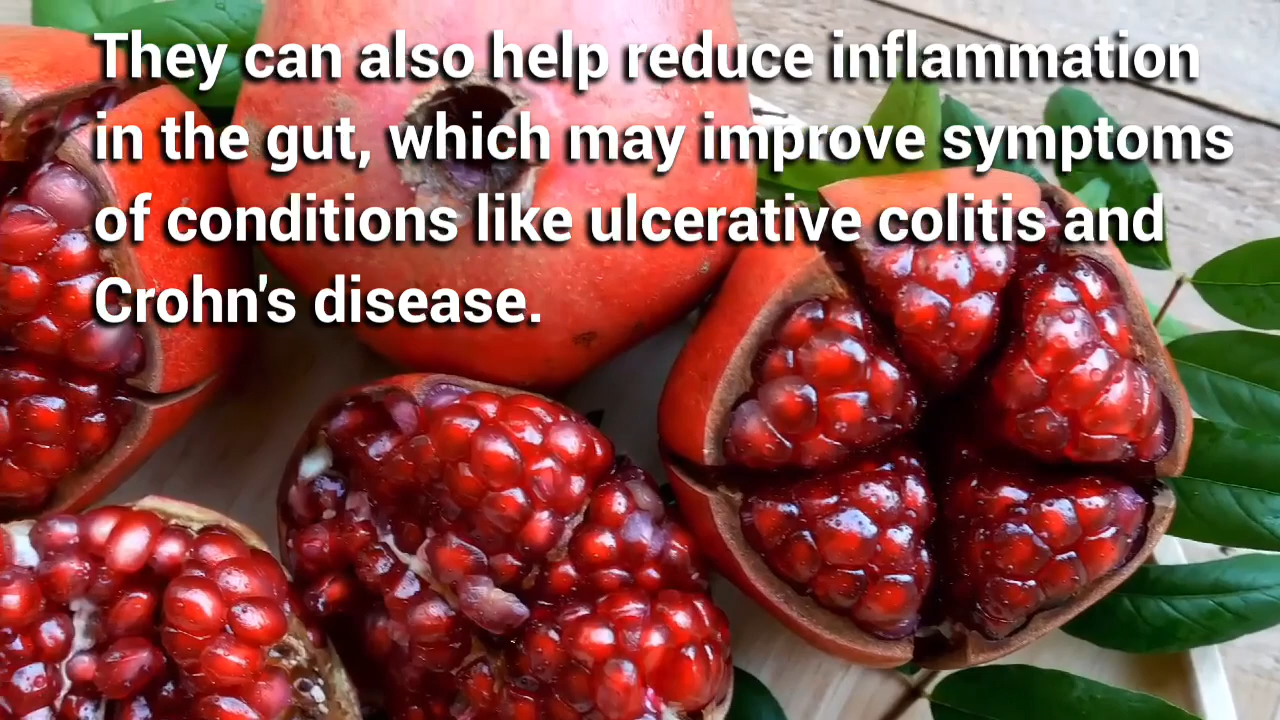 They can also help reduce inflammation
in the gut, which may improve symptoms
of conditions like ulcerative colitis and
Crohn's disease.